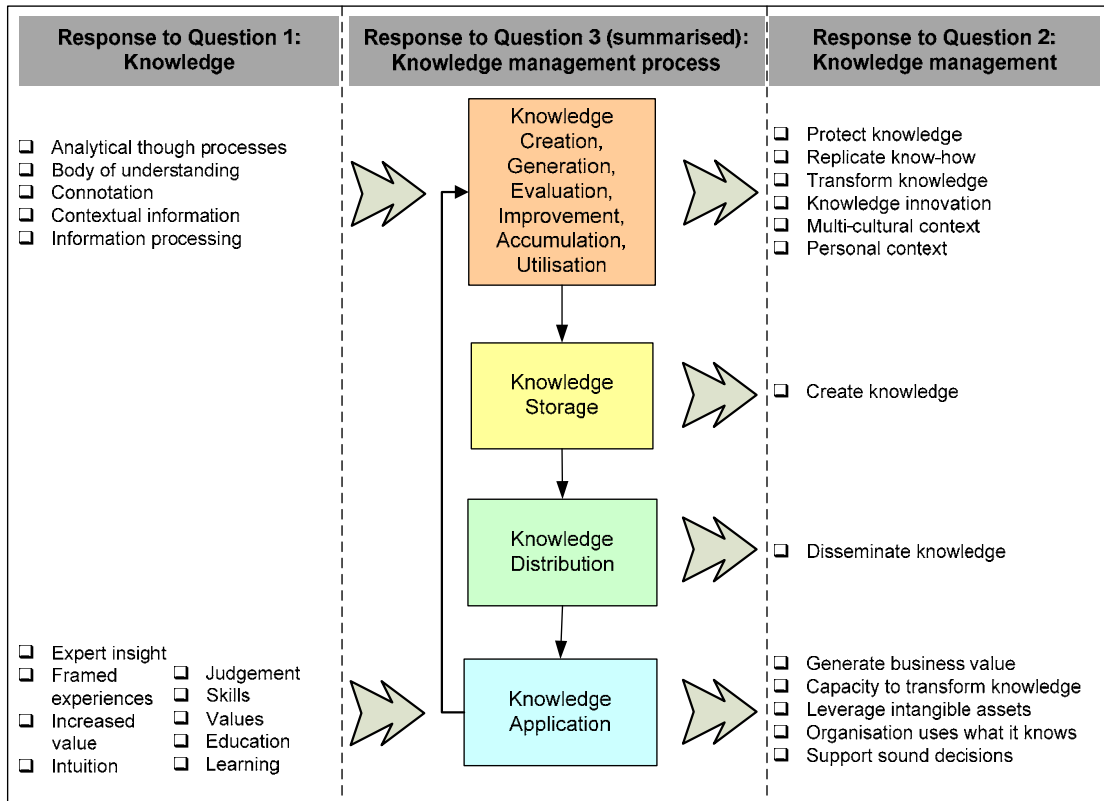 Response to Question 1:
Knowledge
Response to Question 3 (summarised):
Knowledge management process
Response to Question 2:
Knowledge management
Analytical though processes
Body of understanding
Connotation
Contextual information
Information processing
Knowledge
Creation,
Generation,
Evaluation,
Improvement,
Accumulation,
Utilisation
Protect knowledge
Replicate know-how
Transform knowledge
Knowledge innovation
Multi-cultural context
Personal context
Knowledge
Storage
Create knowledge
Knowledge
Distribution
Disseminate knowledge
Expert insight
Framed
experiences
Increased
value
Intuition
Judgement
Skills
Values
Education
Learning
Knowledge
Application
Generate business value
Capacity to transform knowledge
Leverage intangible assets
Organisation uses what it knows
Support sound decisions